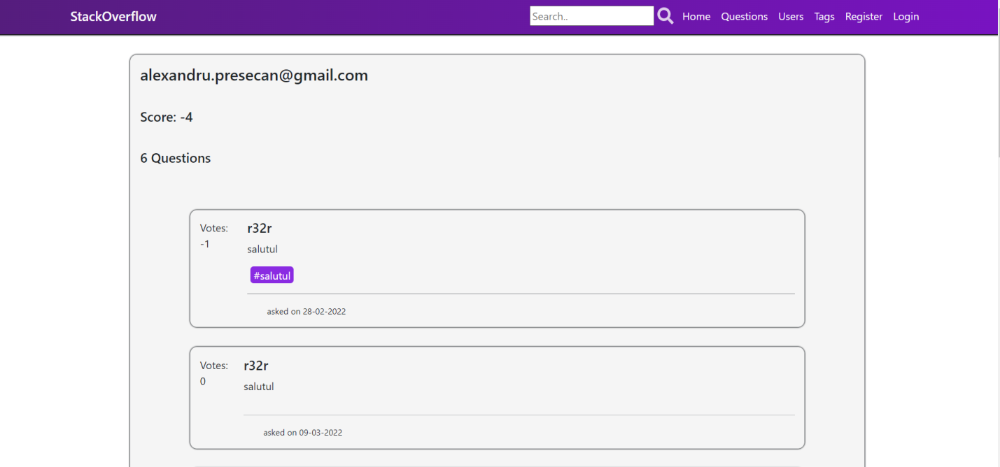 StackOverflow
Search..
Home Questions Users Tags Register Login
alexandru.presecan@gmail.com
Score: -4
6 Questions
Votes:
-1
r32r
salutul
#salutul
asked on 28-02-2022
Votes:
0
r32r
salutul
asked on 09-03-2022